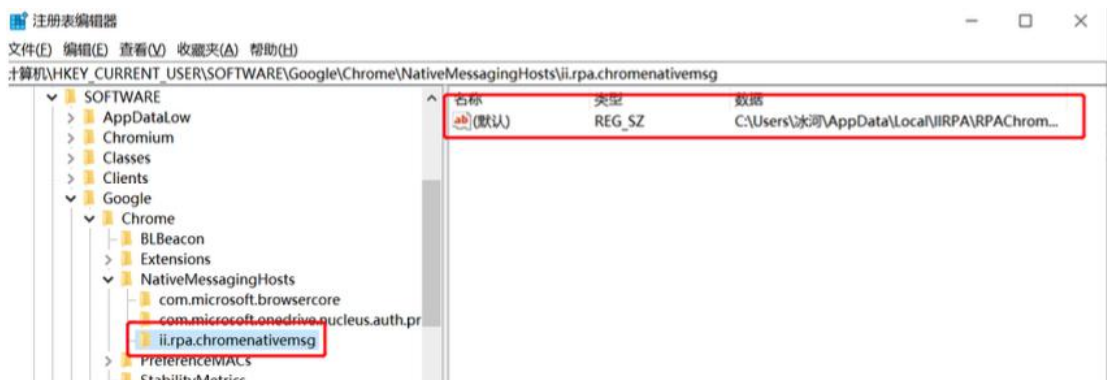 注册表编辑器
文件(F) 编辑(E) 查看(V) 收藏夹(A) 帮助(H)
计算机\HKEY_CURRENT_USER\SOFTWARE\Google\Chrome\NativeMessagingHosts\ii.rpa.chromenativemsg
SOFTWARE
AppDataLow
Chromium
Classes
Clients
Google
Chrome
BLBeacon
Extensions
NativeMessagingHosts
com.microsoft.browsercore
com.microsoft.onedrive.nucleus.auth.pr
ii.rpa.chromenativemsg
PreferenceMACs
StabilityMetrics
名称 类型 数据
ab (默认) REG_SZ C:\Users\冰河\AppData\Local\IIRPA\RPAChrom...